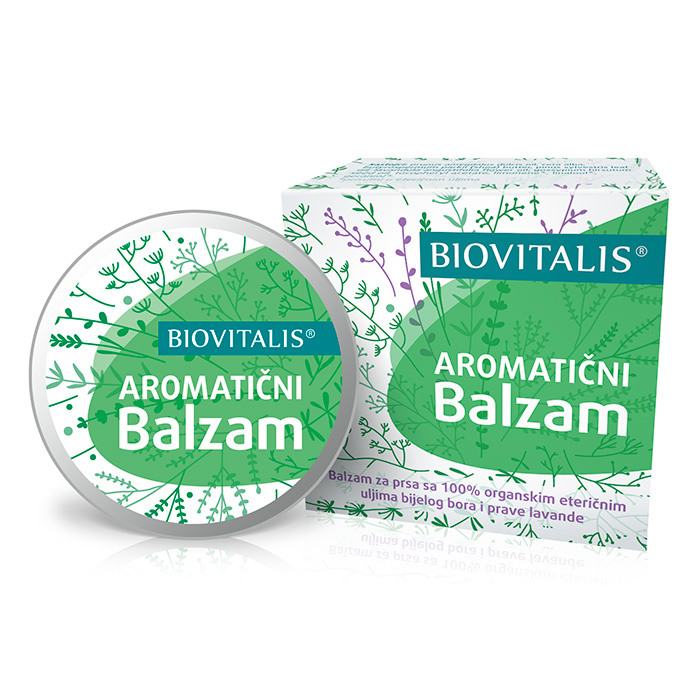 BIOVITALIS®
AROMATIČNI
Balzam
BIOVITALIS®
AROMATIČNI
Balzam
Balzam za prsa sa 100% organskim eteričnim
uljima bijelog bora i prave lavande